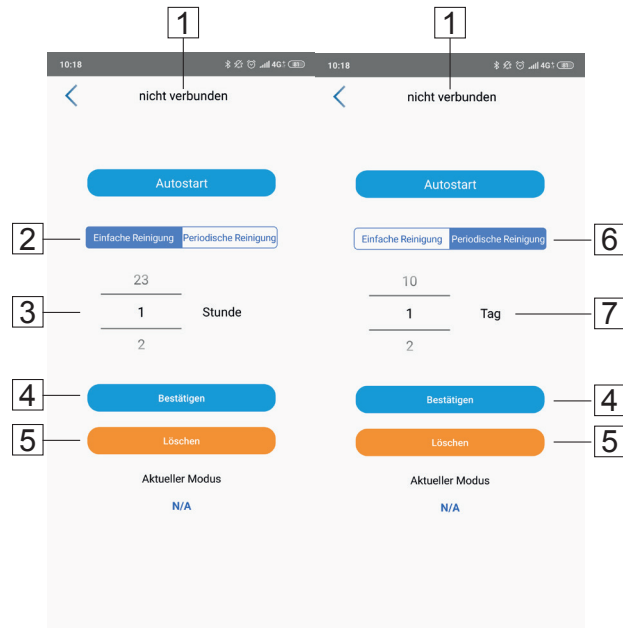 1
10:18
4G
nicht verbunden
Autostart
2
Einfache Reinigung
Periodische Reinigung
23
3
1
Stunde
2
4
Bestätigen
5
Löschen
Aktueller Modus
N/A
1
10:18
4G
nicht verbunden
Autostart
Einfache Reinigung
Periodische Reinigung
6
10
1
Tag
7
2
Bestätigen
4
Löschen
5
Aktueller Modus
N/A